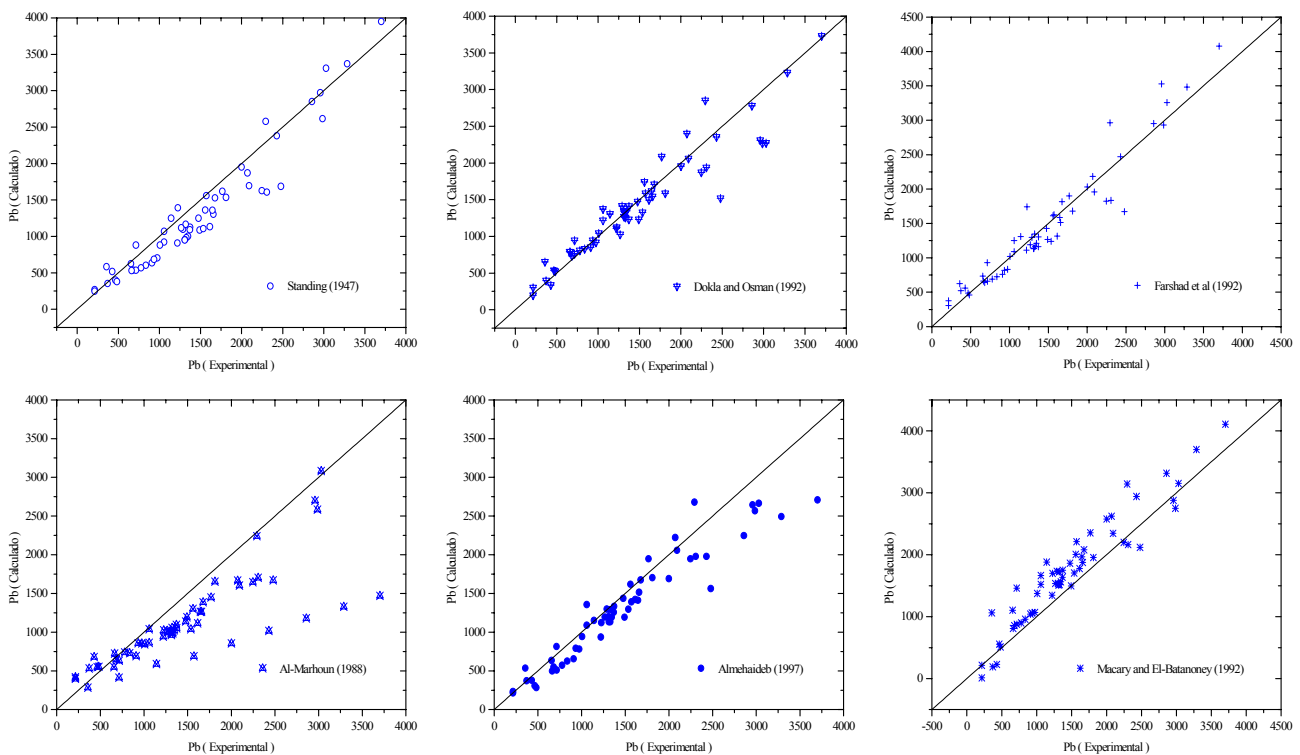 4000
3500
3000
2500
2000
1500
1000
500
0
Pb ( Calculado )
Standing (1947)
0 500 1000 1500 2000 2500 3000 3500 4000
Pb ( Experimental )
4000
3500
3000
2500
2000
1500
1000
500
0
Pb ( Calculado )
Dokla and Osman (1992)
0 500 1000 1500 2000 2500 3000 3500 4000
Pb ( Experimental )
4500
4000
3500
3000
2500
2000
1500
1000
500
0
Pb ( Calculado )
Farshad et al (1992)
0 500 1000 1500 2000 2500 3000 3500 4000 4500
Pb ( Experimental )
4000
3500
3000
2500
2000
1500
1000
500
0
Pb ( Calculado )
Al-Marhoun (1988)
0 500 1000 1500 2000 2500 3000 3500 4000
Pb ( Experimental )
4000
3500
3000
2500
2000
1500
1000
500
0
Pb ( Calculado )
Almehaideb (1997)
0 500 1000 1500 2000 2500 3000 3500 4000
Pb ( Experimental )
4000
3000
2000
1000
0
Pb ( Calculado )
Macary and El-Batanoney (1992)
-500 0 500 1000 1500 2000 2500 3000 3500 4000 4500
Pb ( Experimental )